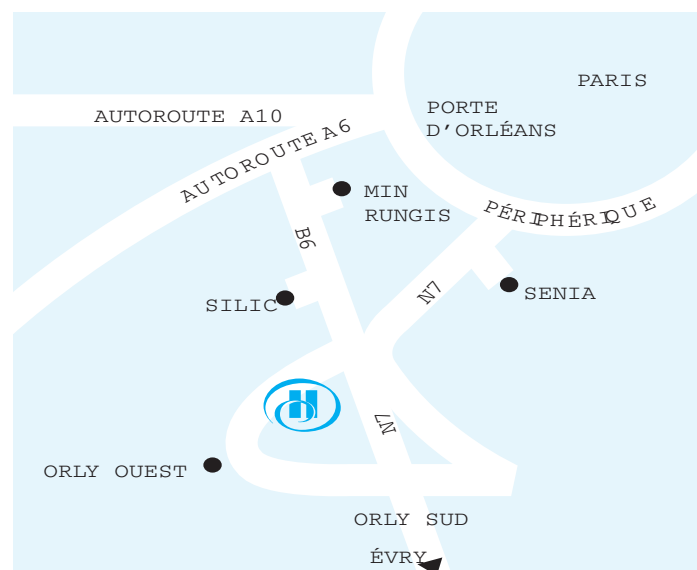 PARIS
PORTE
D'ORLÉANS
AUTOROUTE A10
AUTOROUTE A6
MIN
RUNGIS
PÉRIPHÉRIQUE
B6
N7
SENIA
SILIC
H
N7
ORLY OUEST
ORLY SUD
ÉVRY